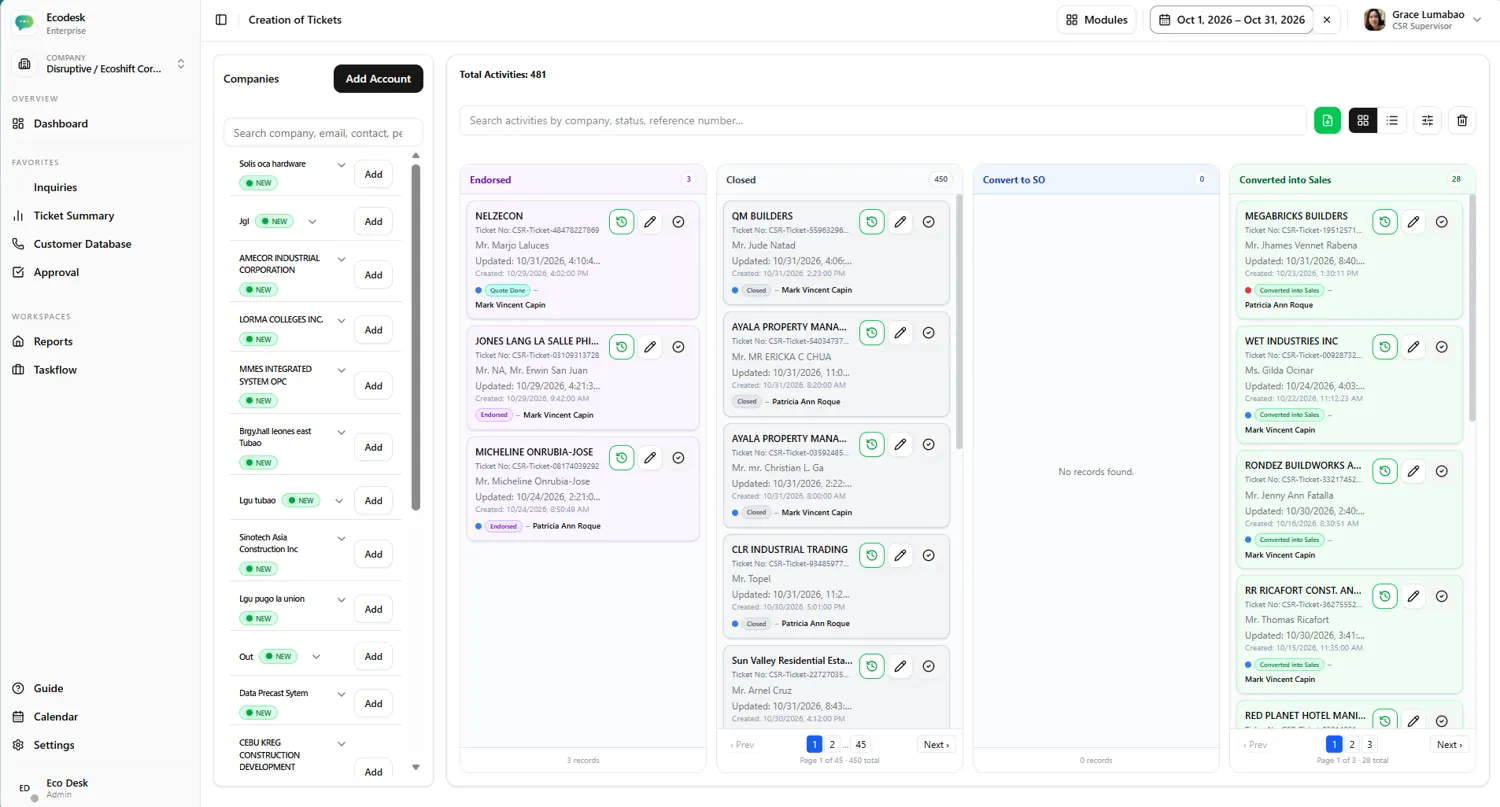 Ecodesk
Enterprise
COMPANY
Disruptive / Ecoshift Cor...
OVERVIEW
Dashboard
FAVORITES
Inquiries
Ticket Summary
Customer Database
Approval
WORKSPACES
Reports
Taskflow
Guide
Calendar
Settings
ED
Eco Desk
Admin
Creation of Tickets
Modules
Oct 1, 2026 – Oct 31, 2026
Grace Lumabao
CSR Supervisor
Companies
Add Account
Search company, email, contact, pe
Solis oca hardware
NEW
Add
Jgl NEW
Add
AMECOR INDUSTRIAL
CORPORATION
NEW
Add
LORMA COLLEGES INC.
NEW
Add
MMES INTEGRATED
SYSTEM OPC
NEW
Add
Brgy.hall leones east
Tubao
NEW
Add
Lgu tubao NEW
Add
Sinotech Asia
Construction Inc
NEW
Add
Lgu pugo la union
NEW
Add
Out NEW
Add
Data Precast Sytem
NEW
Add
CEBU KREG
CONSTRUCTION
DEVELOPMENT
Add
Total Activities: 481
Search activities by company, status, reference number...
Endorsed 3
NELZECON
Ticket No: CSR-Ticket-48478227869
Mr. Marjo Laluces
Updated: 10/31/2026, 4:10:4...
Created: 10/29/2026, 4:02:00 PM
Quote Done –
Mark Vincent Capin
JONES LANG LA SALLE PHI...
Ticket No: CSR-Ticket-03109313728
Mr. NA, Mr. Erwin San Juan
Updated: 10/29/2026, 4:21:3...
Created: 10/29/2026, 9:42:00 AM
Endorsed – Mark Vincent Capin
MICHELINE ONRUBIA-JOSE
Ticket No: CSR-Ticket-08174039292
Mr. Micheline Onrubia-Jose
Updated: 10/24/2026, 2:21:0...
Created: 10/24/2026, 8:50:49 AM
Endorsed – Patricia Ann Roque
3 records
Closed 450
QM BUILDERS
Ticket No: CSR-Ticket-55963296...
Mr. Jude Natad
Updated: 10/31/2026, 4:06:...
Created: 10/31/2026, 2:23:00 PM
Closed – Mark Vincent Capin
AYALA PROPERTY MANA...
Ticket No: CSR-Ticket-54034737...
Mr. MR ERICKA C CHUA
Updated: 10/31/2026, 11:0...
Created: 10/31/2026, 8:20:00 AM
Closed – Patricia Ann Roque
AYALA PROPERTY MANA...
Ticket No: CSR-Ticket-03592485...
Mr. mr. Christian L. Ga
Updated: 10/31/2026, 2:22:...
Created: 10/31/2026, 8:00:00 AM
Closed – Mark Vincent Capin
CLR INDUSTRIAL TRADING
Ticket No: CSR-Ticket-93485977...
Mr. Topel
Updated: 10/31/2026, 11:2...
Created: 10/30/2026, 5:01:00 PM
Closed – Patricia Ann Roque
Sun Valley Residential Esta...
Ticket No: CSR-Ticket-22727035...
Mr. Arnel Cruz
Updated: 10/31/2026, 8:43:...
Created: 10/30/2026, 4:12:00 PM
‹ Prev 1 2 ... 45 Next ›
Page 1 of 45 · 450 total
Convert to SO 0
No records found.
0 records
Converted into Sales 28
MEGABRICKS BUILDERS
Ticket No: CSR-Ticket-19512571...
Mr. Jhames Vennet Rabena
Updated: 10/31/2026, 8:40:...
Created: 10/23/2026, 1:30:11 PM
Converted into Sales –
Patricia Ann Roque
WET INDUSTRIES INC
Ticket No: CSR-Ticket-00928732...
Ms. Gilda Ocinar
Updated: 10/24/2026, 4:03:...
Created: 10/22/2026, 11:12:23 AM
Converted into Sales –
Mark Vincent Capin
RONDEZ BUILDWORKS A...
Ticket No: CSR-Ticket-33217452...
Mr. Jenny Ann Fatalla
Updated: 10/30/2026, 2:40:...
Created: 10/16/2026, 8:30:51 AM
Converted into Sales –
Mark Vincent Capin
RR RICAFORT CONST. AN...
Ticket No: CSR-Ticket-36275552...
Mr. Thomas Ricafort
Updated: 10/30/2026, 3:41:...
Created: 10/15/2026, 11:35:00 AM
Converted into Sales –
Mark Vincent Capin
RED PLANET HOTEL MANI...
‹ Prev 1 2 3 Next ›
Page 1 of 3 · 28 total